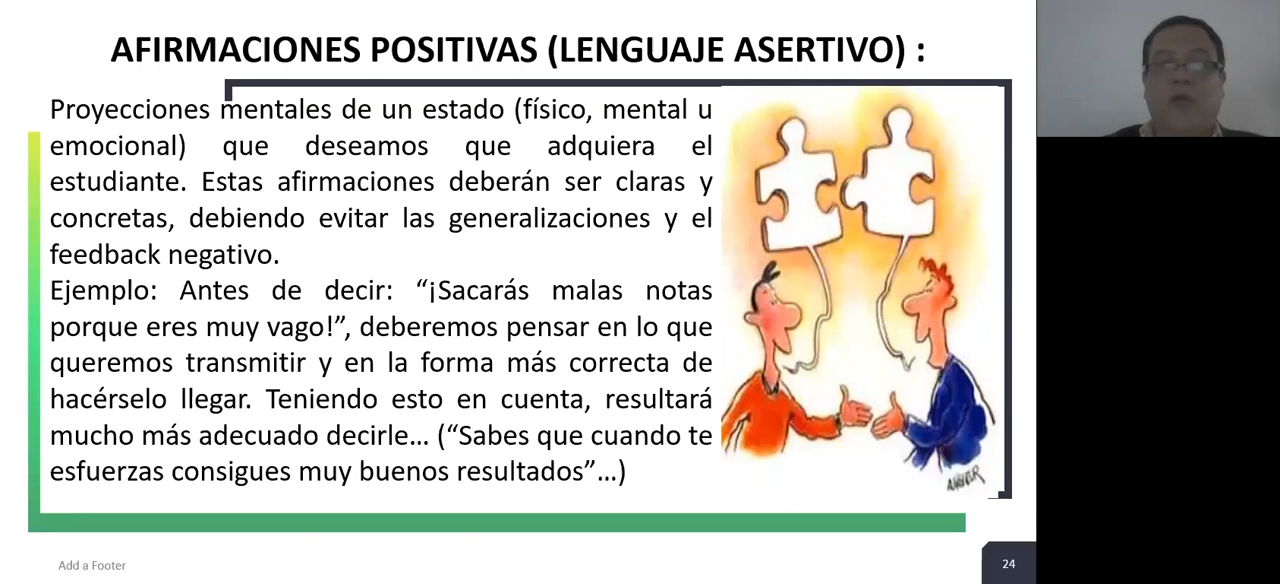 AFIRMACIONES POSITIVAS (LENGUAJE ASERTIVO) :
Proyecciones mentales de un estado (físico, mental u
emocional) que deseamos que adquiera el
estudiante. Estas afirmaciones deberán ser claras y
concretas, debiendo evitar las generalizaciones y el
feedback negativo.
Ejemplo: Antes de decir: “¡Sacarás malas notas
porque eres muy vago!”, deberemos pensar en lo que
queremos transmitir y en la forma más correcta de
hacérselo llegar. Teniendo esto en cuenta, resultará
mucho más adecuado decirle... (“Sabes que cuando te
esfuerzas consigues muy buenos resultados”...)
Add a Footer
24